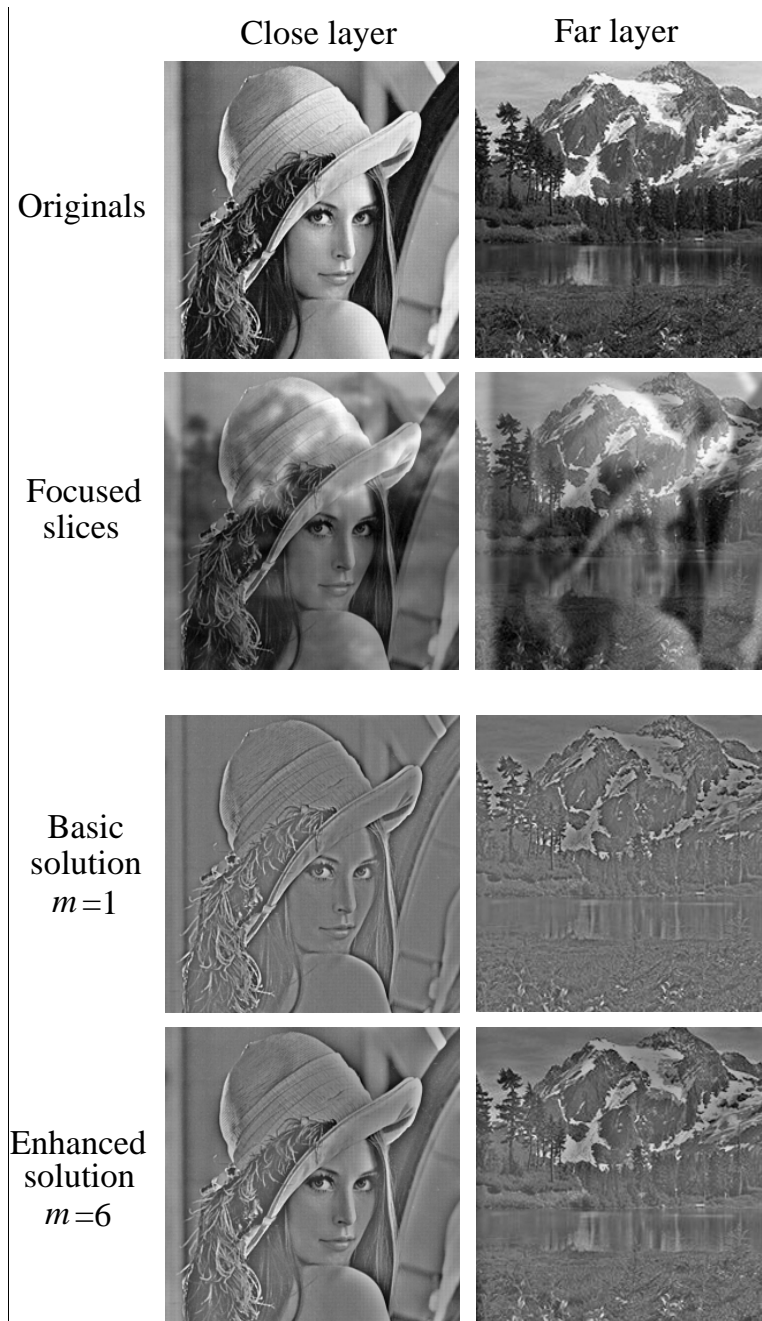 Close layer
Far layer
Originals
Focused
slices
Basic
solution
m=1
Enhanced
solution
m=6